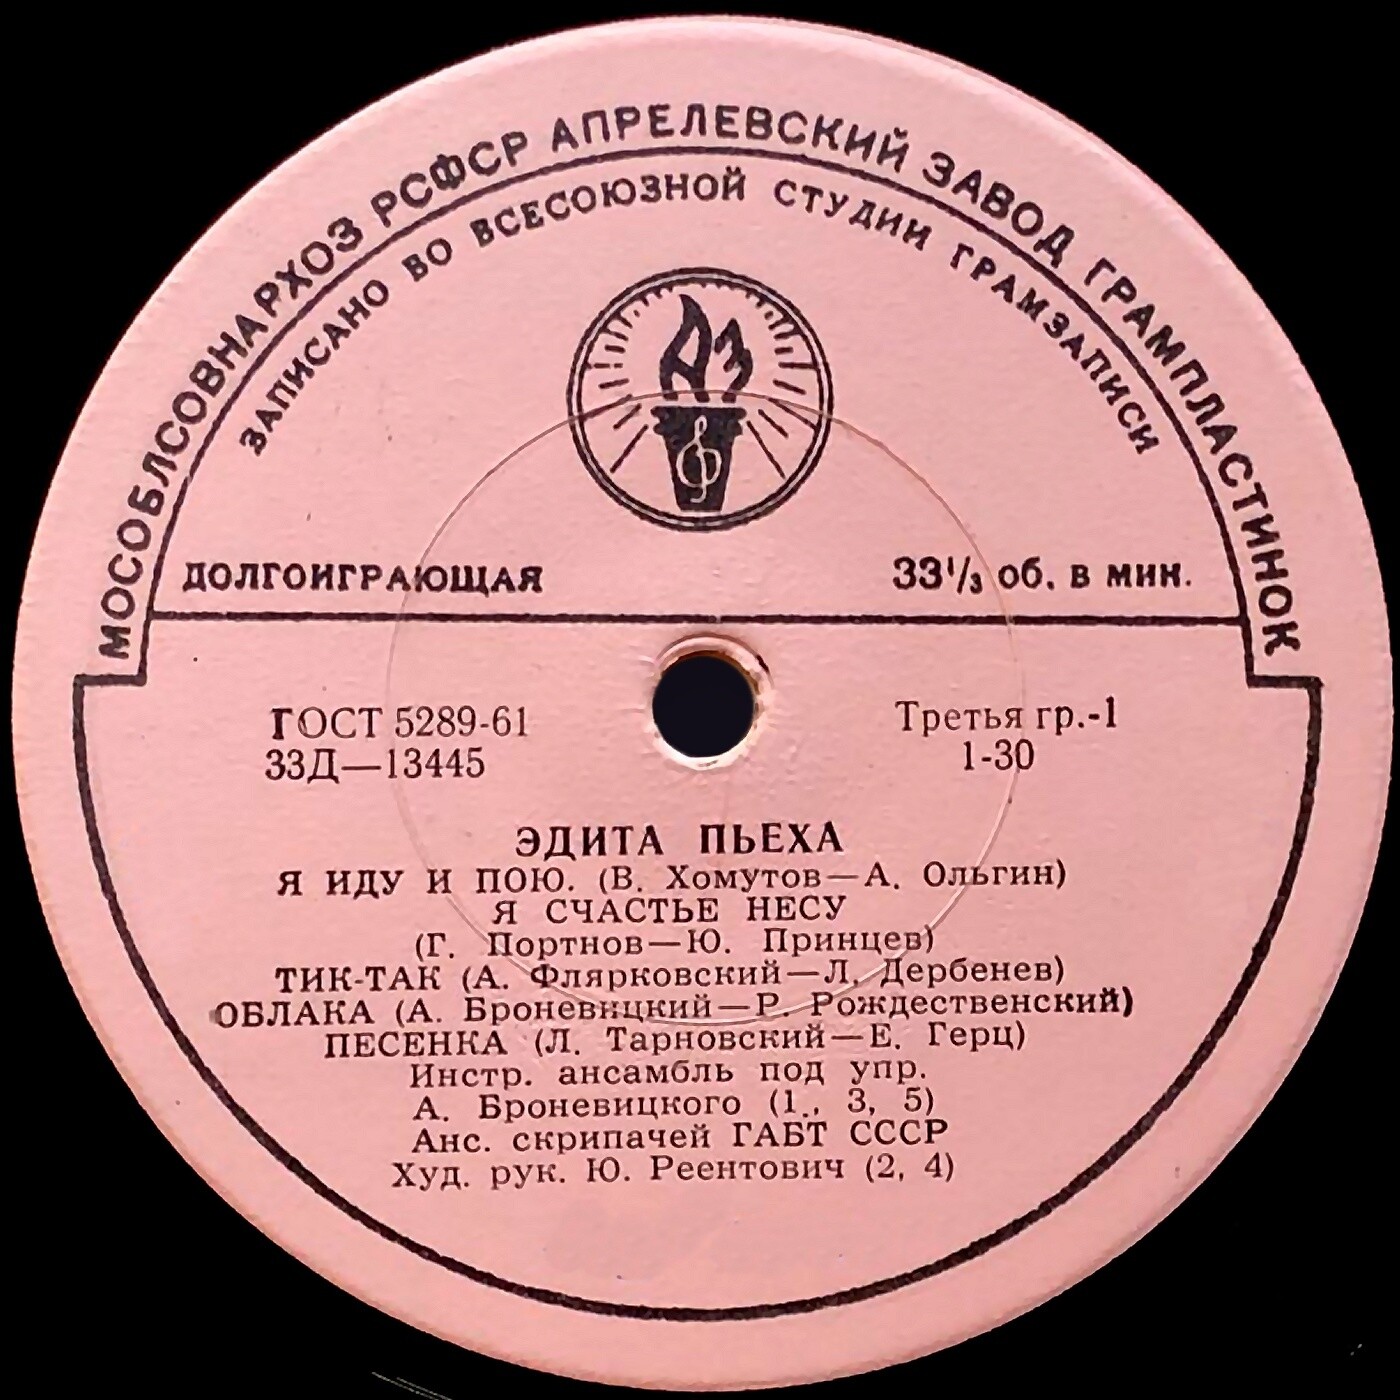 МОСОБЛСОВНАРХОЗ РСФСР АПРЕЛЕВСКИЙ ЗАВОД ГРАМПЛАСТИНОК
ЗАПИСАНО ВО ВСЕСОЮЗНОЙ СТУДИИ ГРАМЗАПИСИ
АЗ
ДОЛГОИГРАЮЩАЯ
33⅓ об. в мин.
ГОСТ 5289-61
33Д—13445
Третья гр.-1
1-30
ЭДИТА ПЬЕХА
Я ИДУ И ПОЮ. (В. Хомутов—А. Ольгин)
Я СЧАСТЬЕ НЕСУ
(Г. Портнов—Ю. Принцев)
ТИК-ТАК (А. Флярковский—Л. Дербенев)
ОБЛАКА (А. Броневицкий—Р. Рождественский)
ПЕСЕНКА (Л. Тарновский—Е. Герц)
Инстр. ансамбль под упр.
А. Броневицкого (1., 3, 5)
Анс. скрипачей ГАБТ СССР
Худ. рук. Ю. Реентович (2, 4)